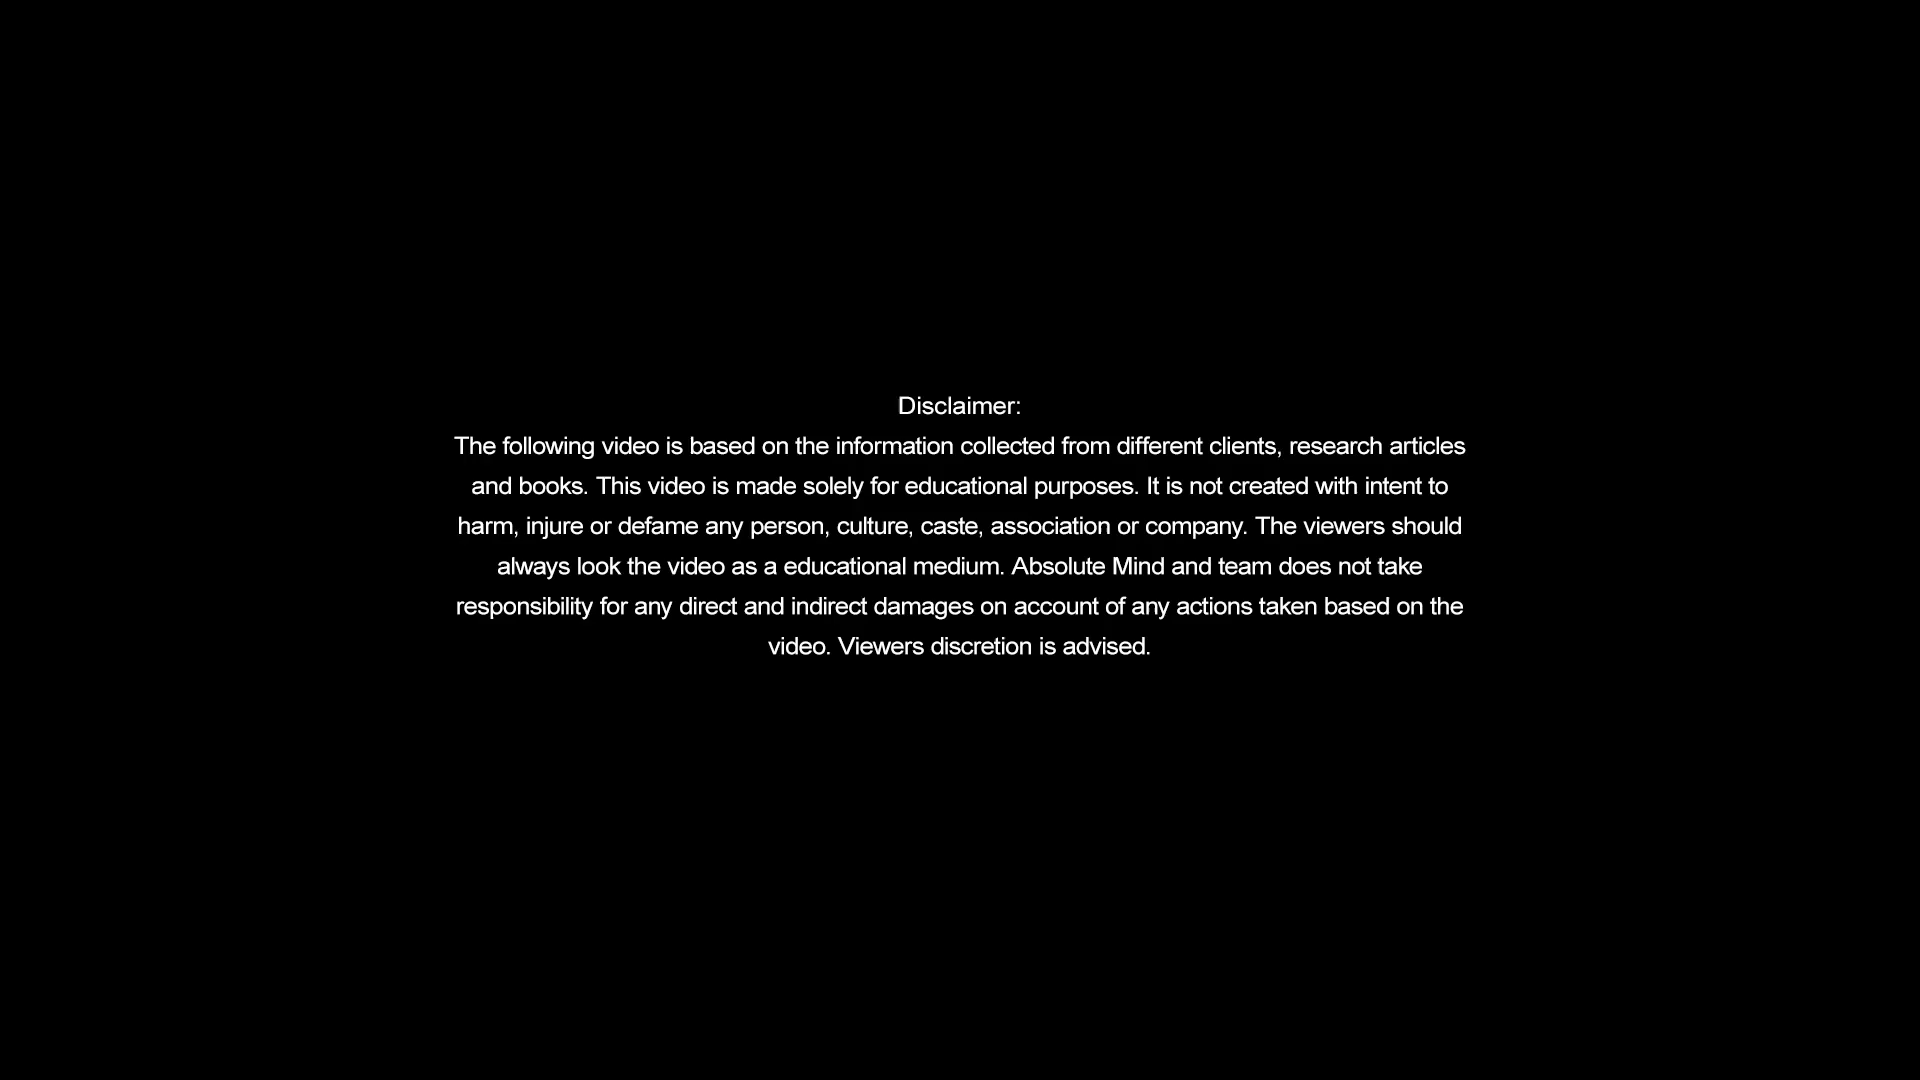 Disclaimer:
The following video is based on the information collected from different clients, research articles
and books. This video is made solely for educational purposes. It is not created with intent to
harm, injure or defame any person, culture, caste, association or company. The viewers should
always look the video as a educational medium. Absolute Mind and team does not take
responsibility for any direct and indirect damages on account of any actions taken based on the
video. Viewers discretion is advised.